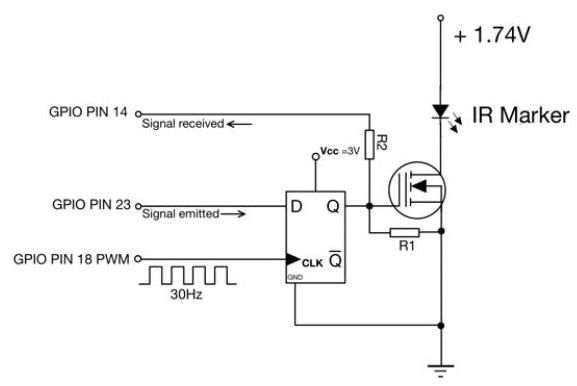 + 1.74V
GPIO PIN 14
Signal received
IR Marker
R2
Vcc =3V
GPIO PIN 23
Signal emitted
D Q
R1
GPIO PIN 18 PWM
CLK Q̅
GND
30Hz